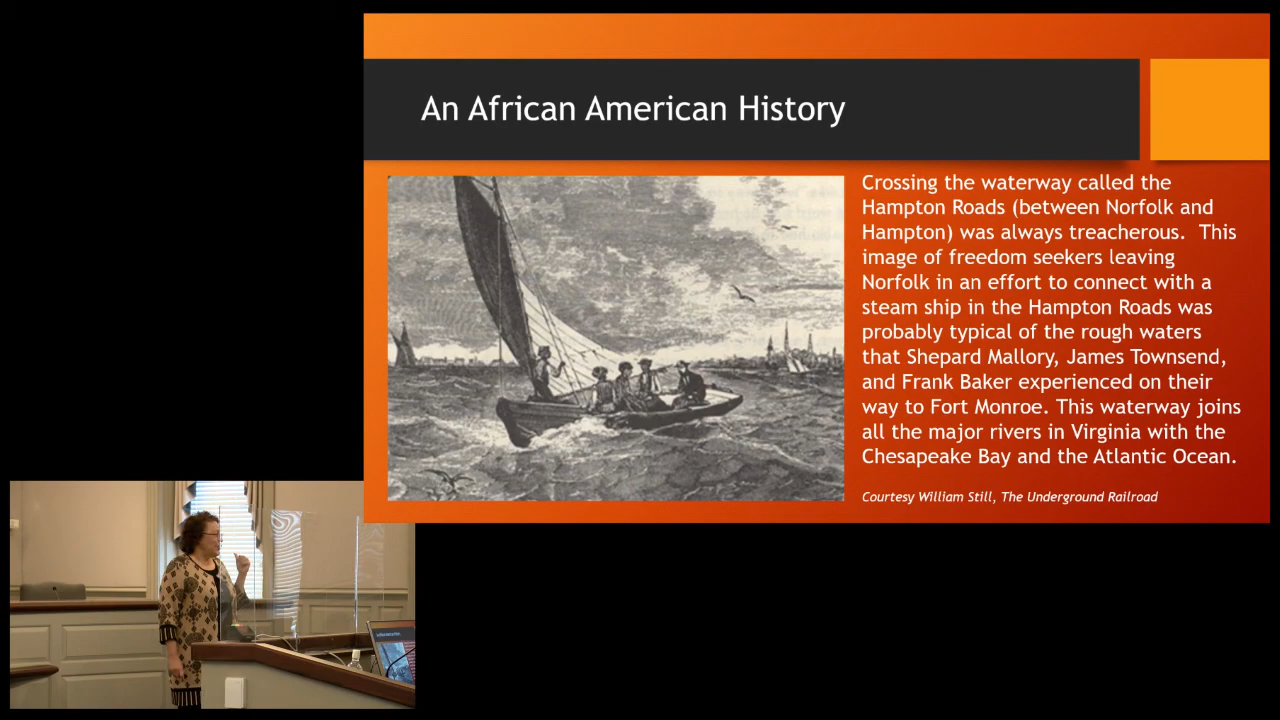 An African American History
Crossing the waterway called the
Hampton Roads (between Norfolk and
Hampton) was always treacherous.  This
image of freedom seekers leaving
Norfolk in an effort to connect with a
steam ship in the Hampton Roads was
probably typical of the rough waters
that Shepard Mallory, James Townsend,
and Frank Baker experienced on their
way to Fort Monroe. This waterway joins
all the major rivers in Virginia with the
Chesapeake Bay and the Atlantic Ocean.
Courtesy William Still, The Underground Railroad